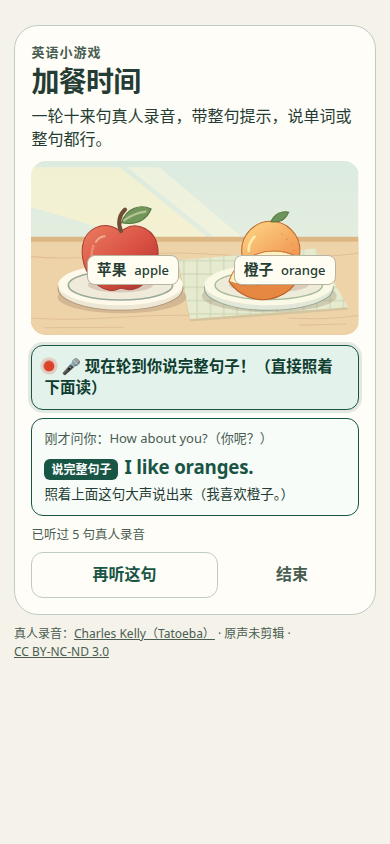 英语小游戏
加餐时间
一轮十来句真人录音，带整句提示，说单词或
整句都行。
苹果 apple
橙子 orange
🎤 现在轮到你说完整句子！（直接照着
下面读）
刚才问你：How about you?（你呢？）
说完整句子 I like oranges.
照着上面这句大声说出来（我喜欢橙子。）
已听过 5 句真人录音
再听这句
结束
真人录音：Charles Kelly（Tatoeba） · 原声未剪辑 ·
CC BY-NC-ND 3.0